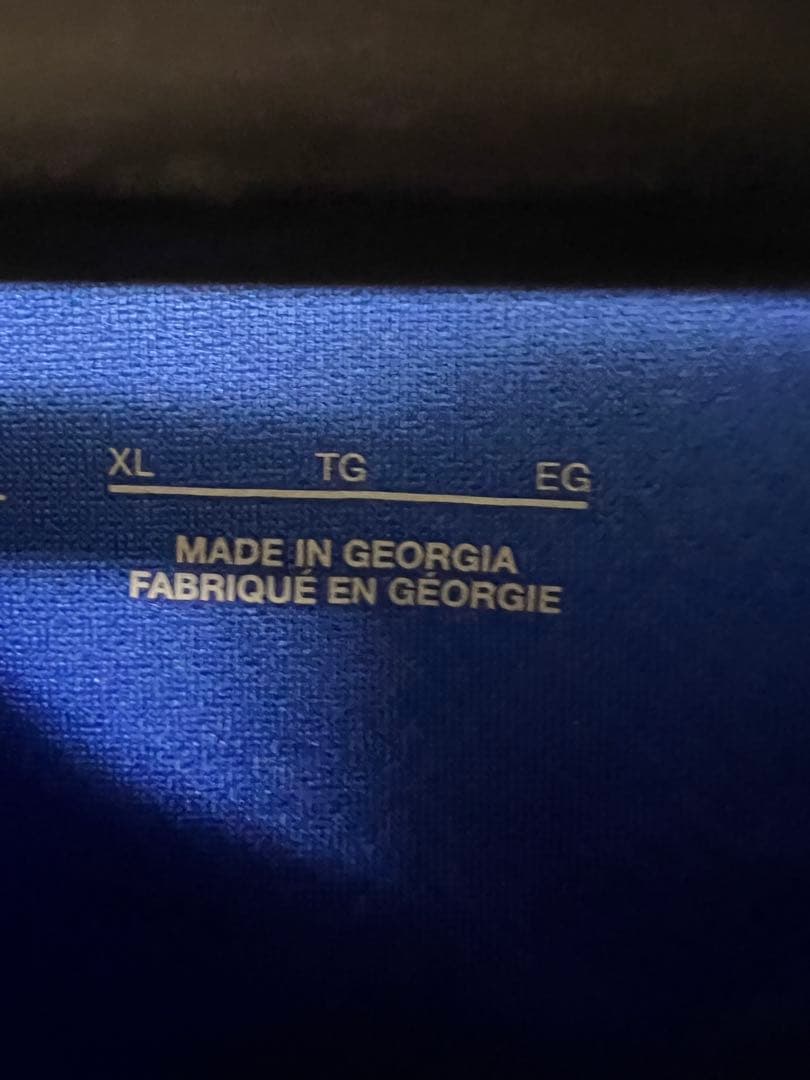 XL TG EG
MADE IN GEORGIA
FABRIQUÉ EN GÉORGIE